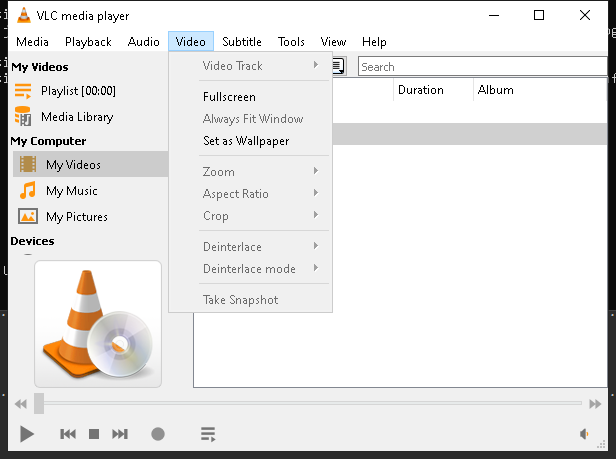 VLC media player
Media Playback Audio Video Subtitle Tools View Help
My Videos
Playlist [00:00]
Media Library
My Computer
My Videos
My Music
My Pictures
Devices
Video Track
Fullscreen
Always Fit Window
Set as Wallpaper
Zoom
Aspect Ratio
Crop
Deinterlace
Deinterlace mode
Take Snapshot
Search
Duration Album